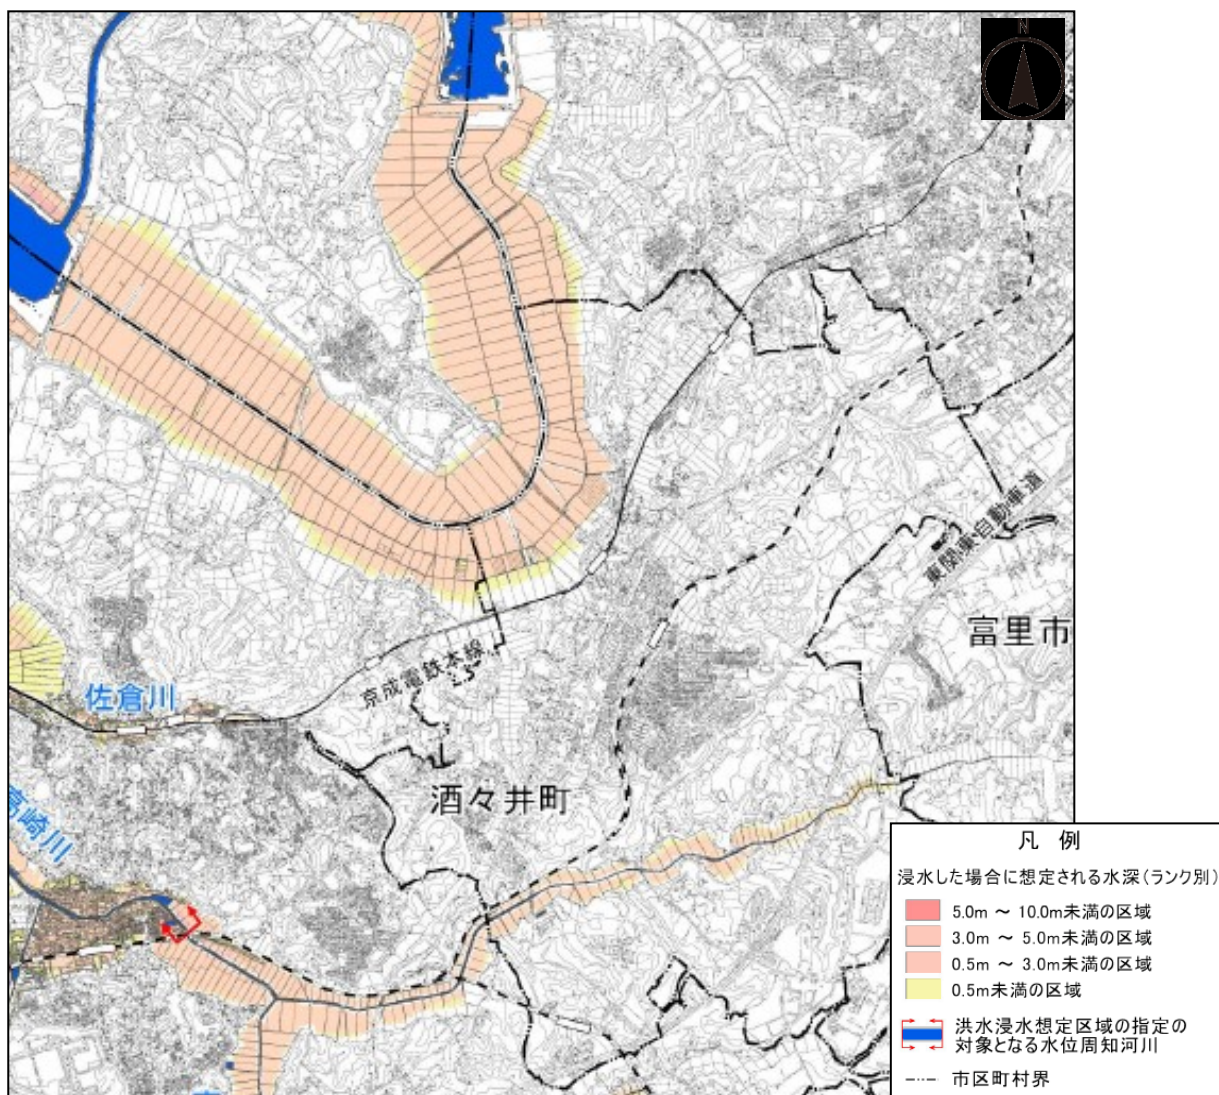 N
東関東自動車道
富里市
京成電鉄本線
佐倉川
酒々井町
高崎川
凡 例
浸水した場合に想定される水深(ランク別)
5.0m ～ 10.0m未満の区域
3.0m ～ 5.0m未満の区域
0.5m ～ 3.0m未満の区域
0.5m未満の区域
洪水浸水想定区域の指定の
対象となる水位周知河川
市区町村界